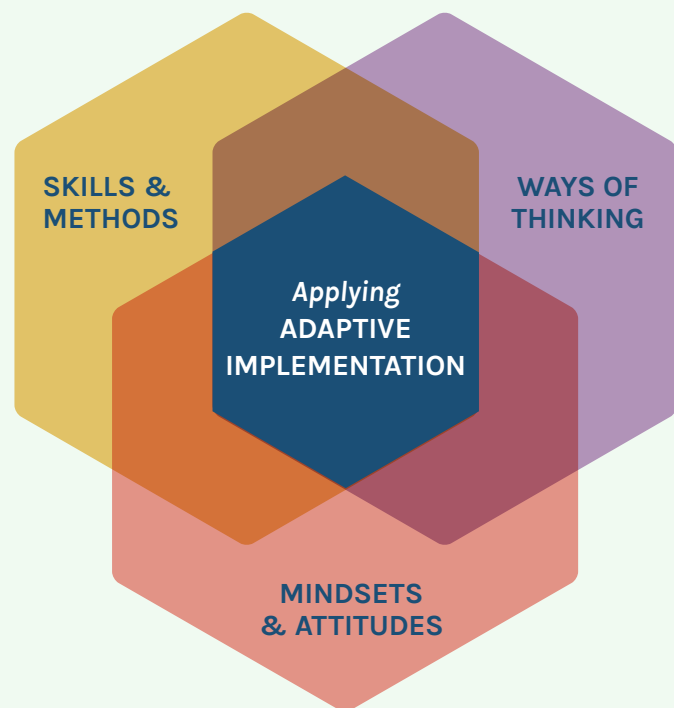 SKILLS &
METHODS
WAYS OF
THINKING
Applying
ADAPTIVE
IMPLEMENTATION
MINDSETS
& ATTITUDES